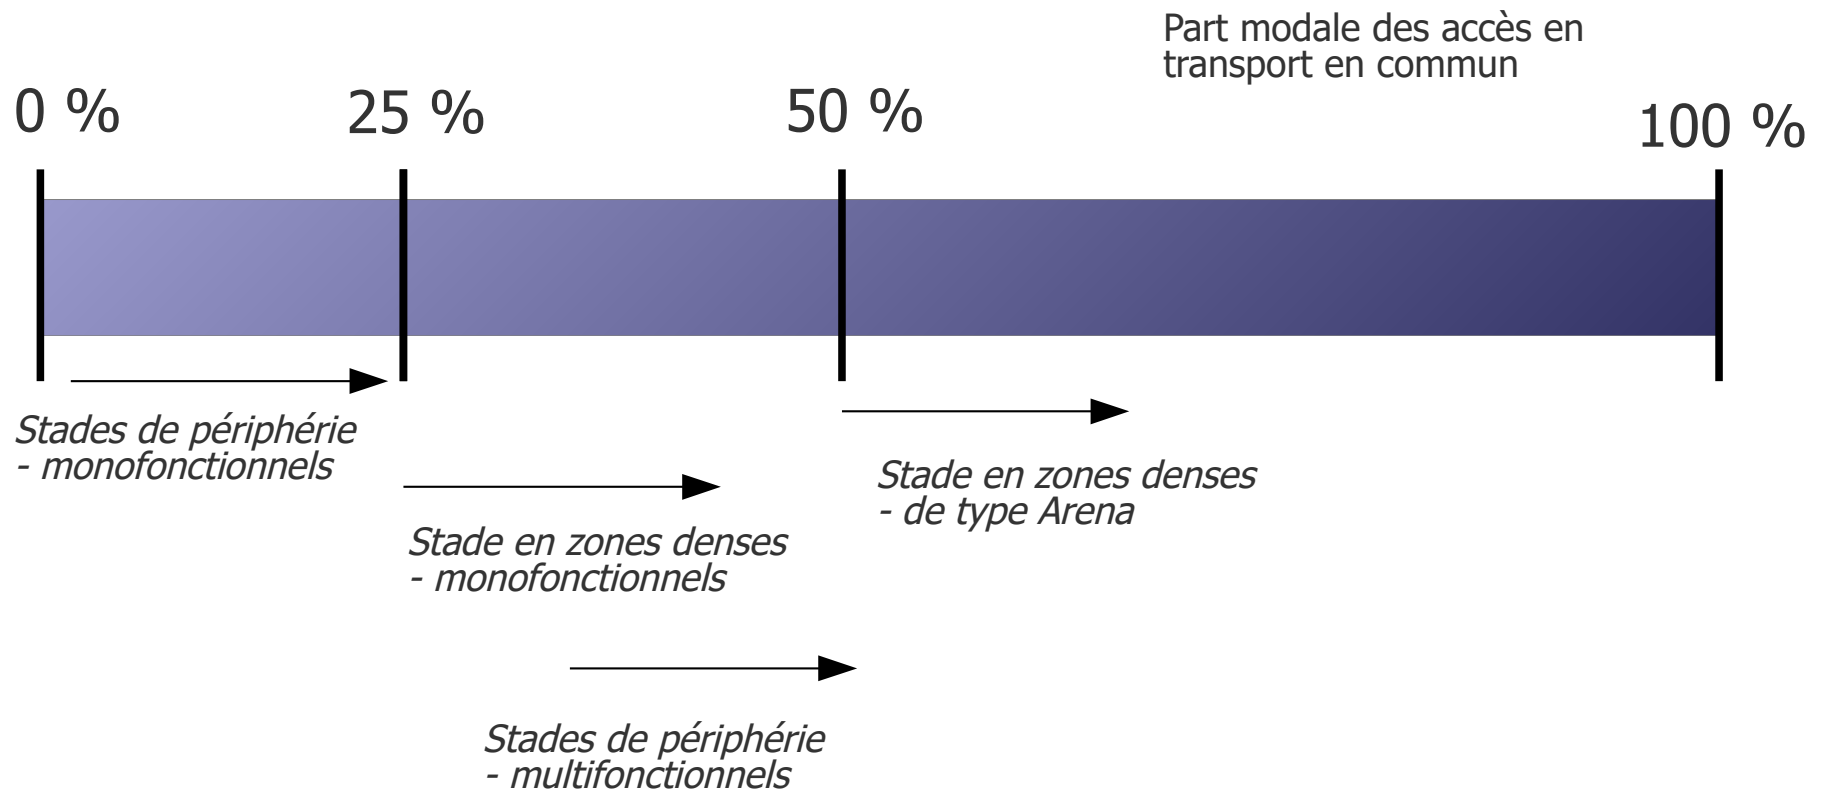 Part modale des accès en
transport en commun
0 %
25 %
50 %
100 %
Stades de périphérie
- monofonctionnels
Stade en zones denses
- de type Arena
Stade en zones denses
- monofonctionnels
Stades de périphérie
- multifonctionnels